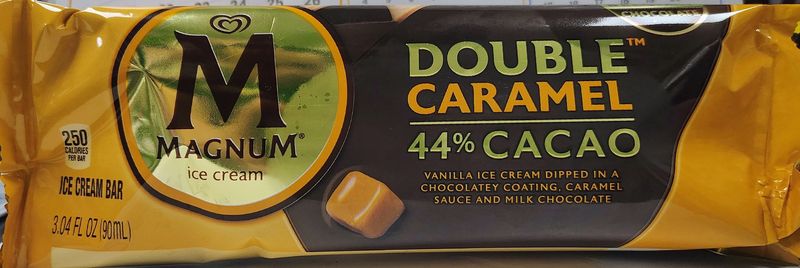 CHOCOLATE
M
MAGNUM®
ice cream
250
CALORIES
PER BAR
ICE CREAM BAR
3.04 FL OZ (90mL)
DOUBLE™
CARAMEL
44% CACAO
VANILLA ICE CREAM DIPPED IN A
CHOCOLATEY COATING, CARAMEL
SAUCE AND MILK CHOCOLATE